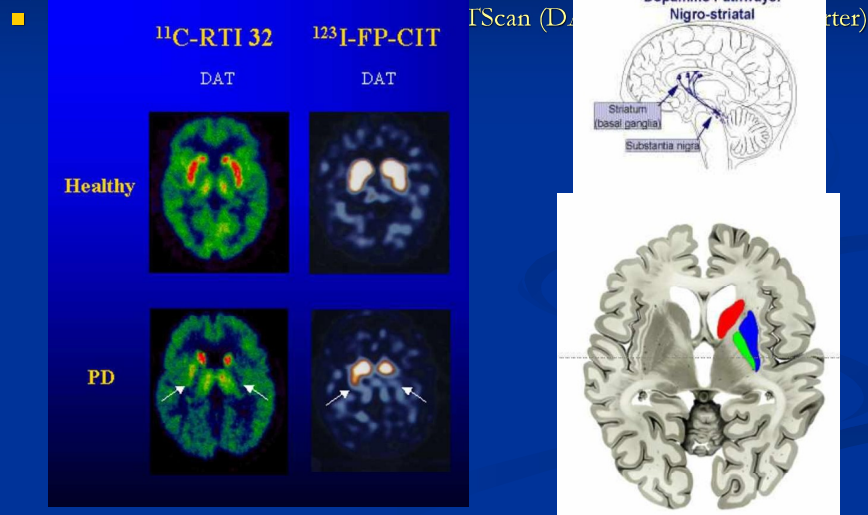 TScan (DA
rter)
¹¹C-RTI 32
¹²³I-FP-CIT
DAT
DAT
Healthy
PD
Nigro-striatal
Striatum
(basal ganglia)
Substantia nigra